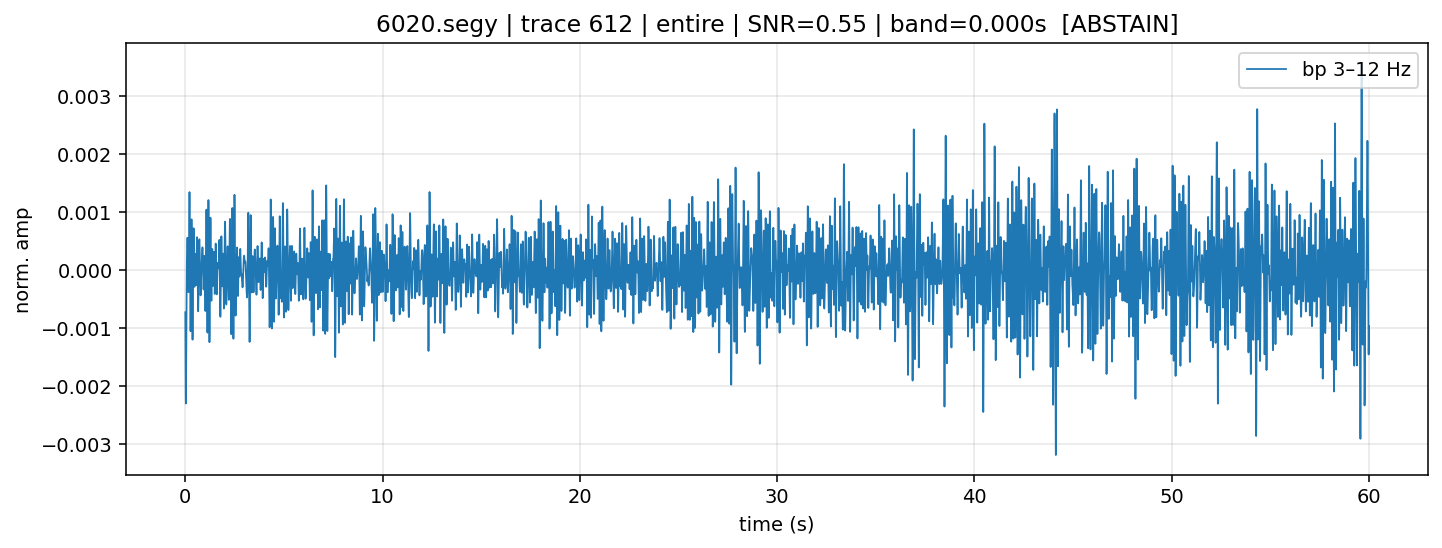 6020.segy | trace 612 | entire | SNR=0.55 | band=0.000s [ABSTAIN]
bp 3–12 Hz
norm. amp
0.003
0.002
0.001
0.000
−0.001
−0.002
−0.003
0 10 20 30 40 50 60
time (s)